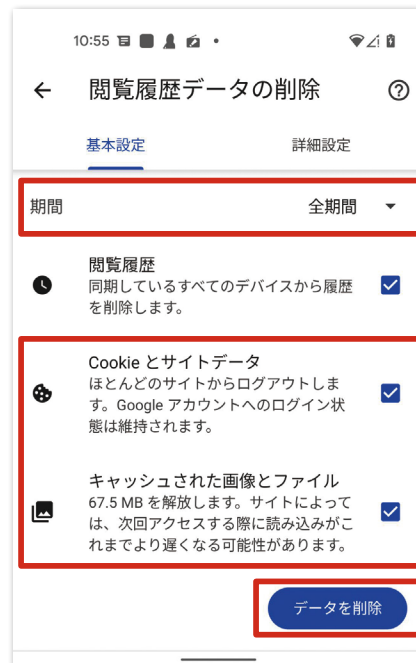 10:55
閲覧履歴データの削除
基本設定
詳細設定
期間
全期間
閲覧履歴
同期しているすべてのデバイスから履歴
を削除します。
Cookie とサイトデータ
ほとんどのサイトからログアウトしま
す。Google アカウントへのログイン状
態は維持されます。
キャッシュされた画像とファイル
67.5 MB を解放します。サイトによって
は、次回アクセスする際に読み込みがこ
れまでより遅くなる可能性があります。
データを削除